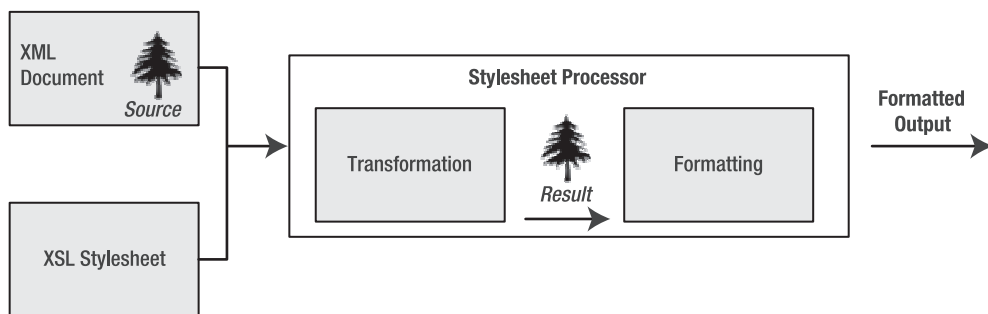 XML
Document
Source
XSL Stylesheet
Stylesheet Processor
Transformation
Result
Formatting
Formatted
Output